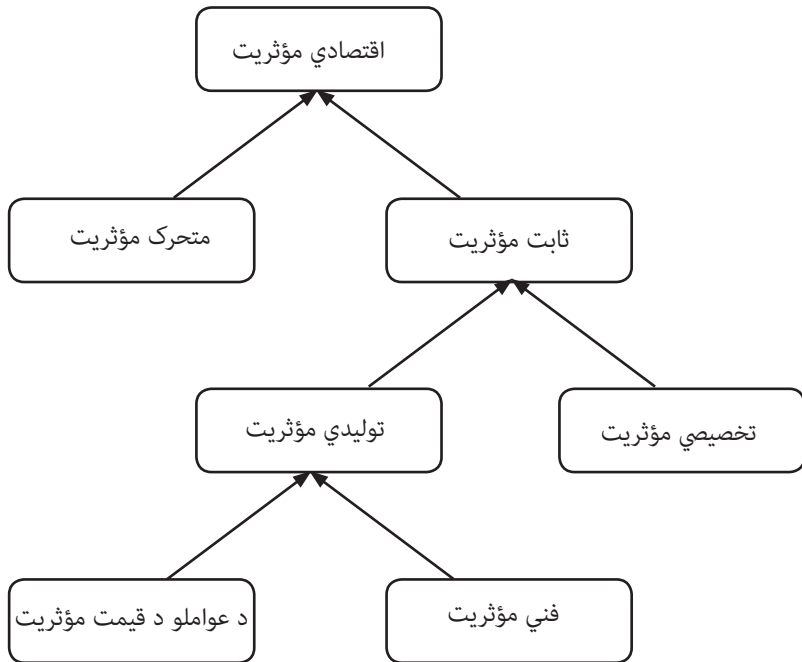 اقتصادي مؤثریت
ثابت مؤثریت
متحرک مؤثریت
تخصیصي مؤثریت
تولیدي مؤثریت
فني مؤثریت
د عواملو د قیمت مؤثریت